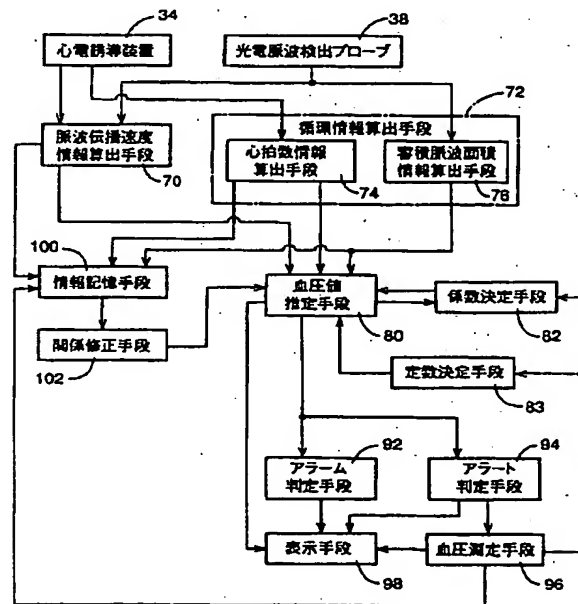 34
38
心電誘導装置
光電脈波検出プローブ
72
循環情報算出手段
脈波伝播速度
情報算出手段
70
心拍数情報
算出手段
74
容積脈波面積
情報算出手段
76
100
情報記憶手段
血圧値
推定手段
80
係数決定手段
82
関係修正手段
102
定数決定手段
83
92
94
アラーム
判定手段
アラート
判定手段
表示手段
98
血圧測定手段
96